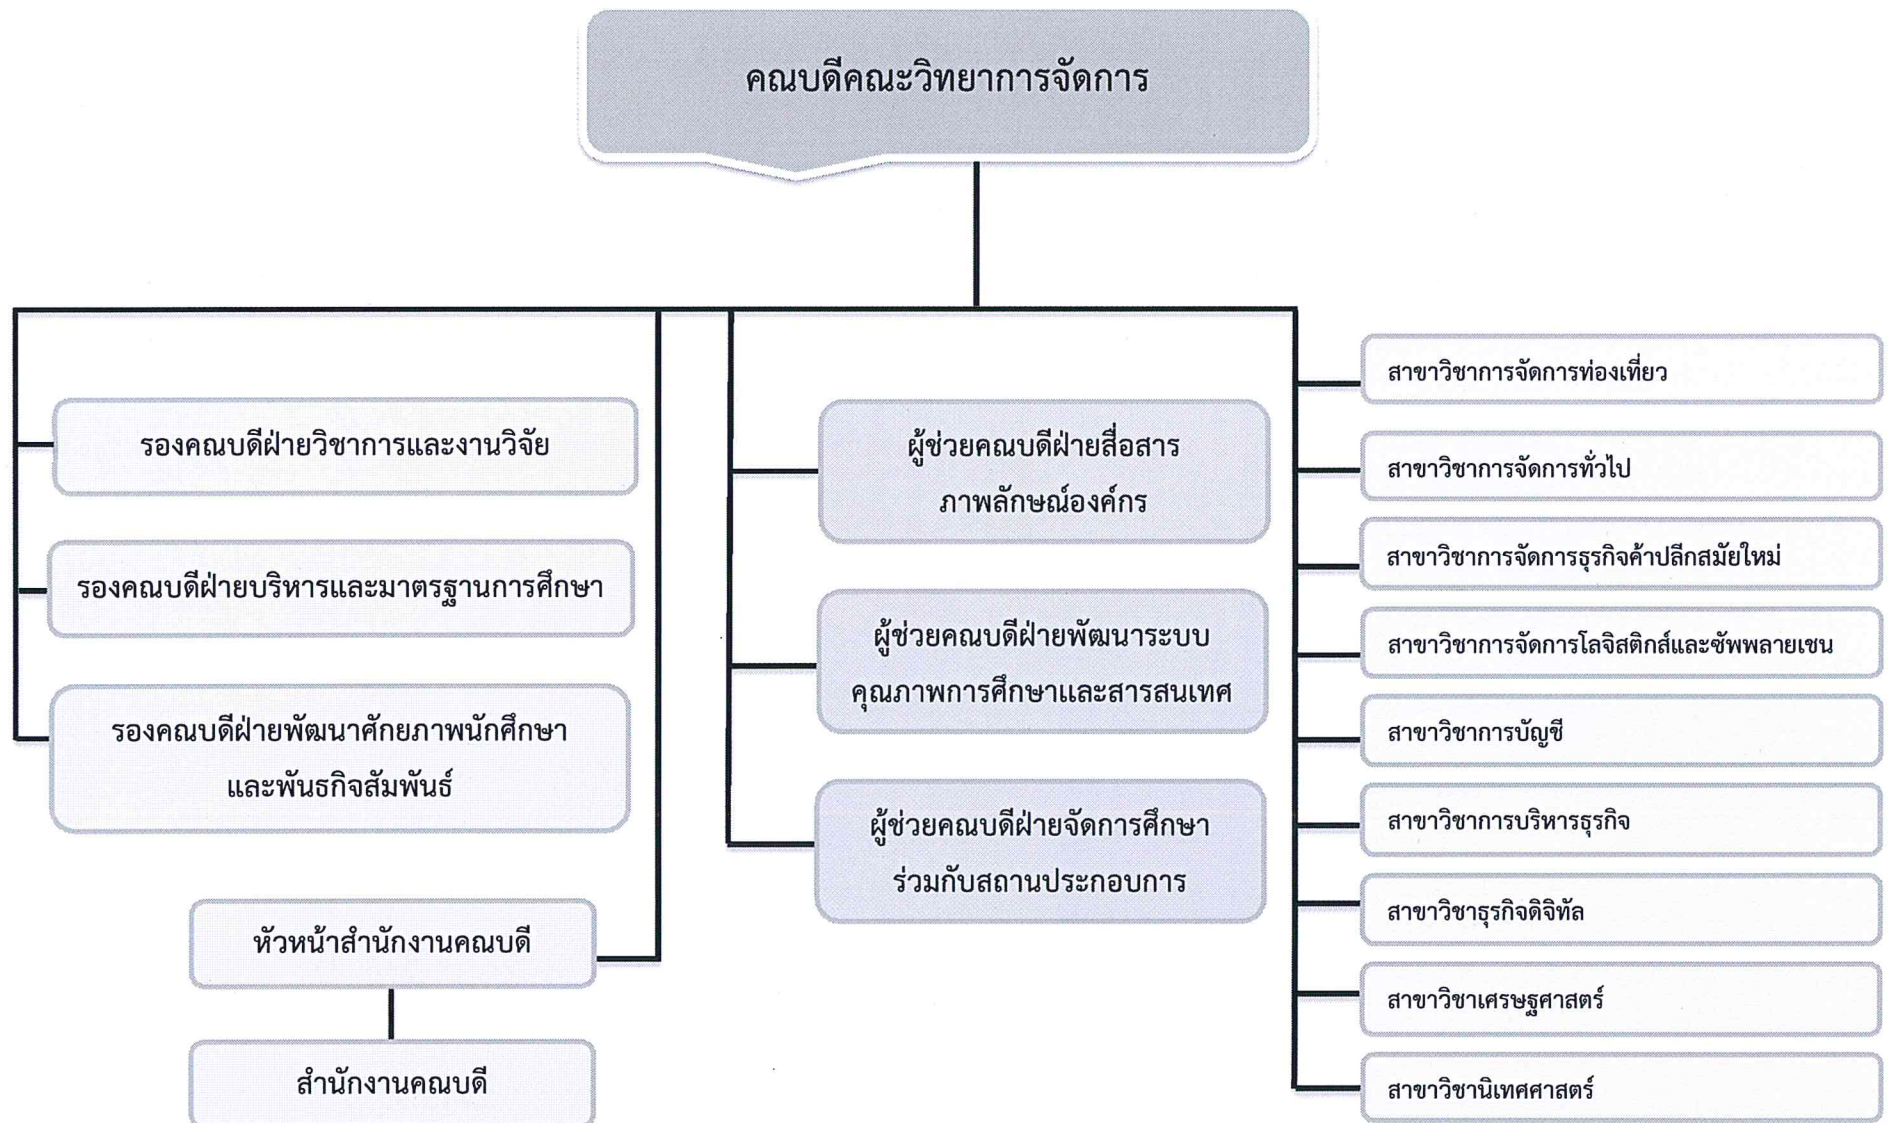 คณบดีคณะวิทยาการจัดการ
รองคณบดีฝ่ายวิชาการและงานวิจัย
รองคณบดีฝ่ายบริหารและมาตรฐานการศึกษา
รองคณบดีฝ่ายพัฒนาศักยภาพนักศึกษา
และพันธกิจสัมพันธ์
หัวหน้าสำนักงานคณบดี
สำนักงานคณบดี
ผู้ช่วยคณบดีฝ่ายสื่อสาร
ภาพลักษณ์องค์กร
ผู้ช่วยคณบดีฝ่ายพัฒนาระบบ
คุณภาพการศึกษาและสารสนเทศ
ผู้ช่วยคณบดีฝ่ายจัดการศึกษา
ร่วมกับสถานประกอบการ
สาขาวิชาการจัดการท่องเที่ยว
สาขาวิชาการจัดการทั่วไป
สาขาวิชาการจัดการธุรกิจค้าปลีกสมัยใหม่
สาขาวิชาการจัดการโลจิสติกส์และซัพพลายเชน
สาขาวิชาการบัญชี
สาขาวิชาการบริหารธุรกิจ
สาขาวิชาธุรกิจดิจิทัล
สาขาวิชาเศรษฐศาสตร์
สาขาวิชานิเทศศาสตร์